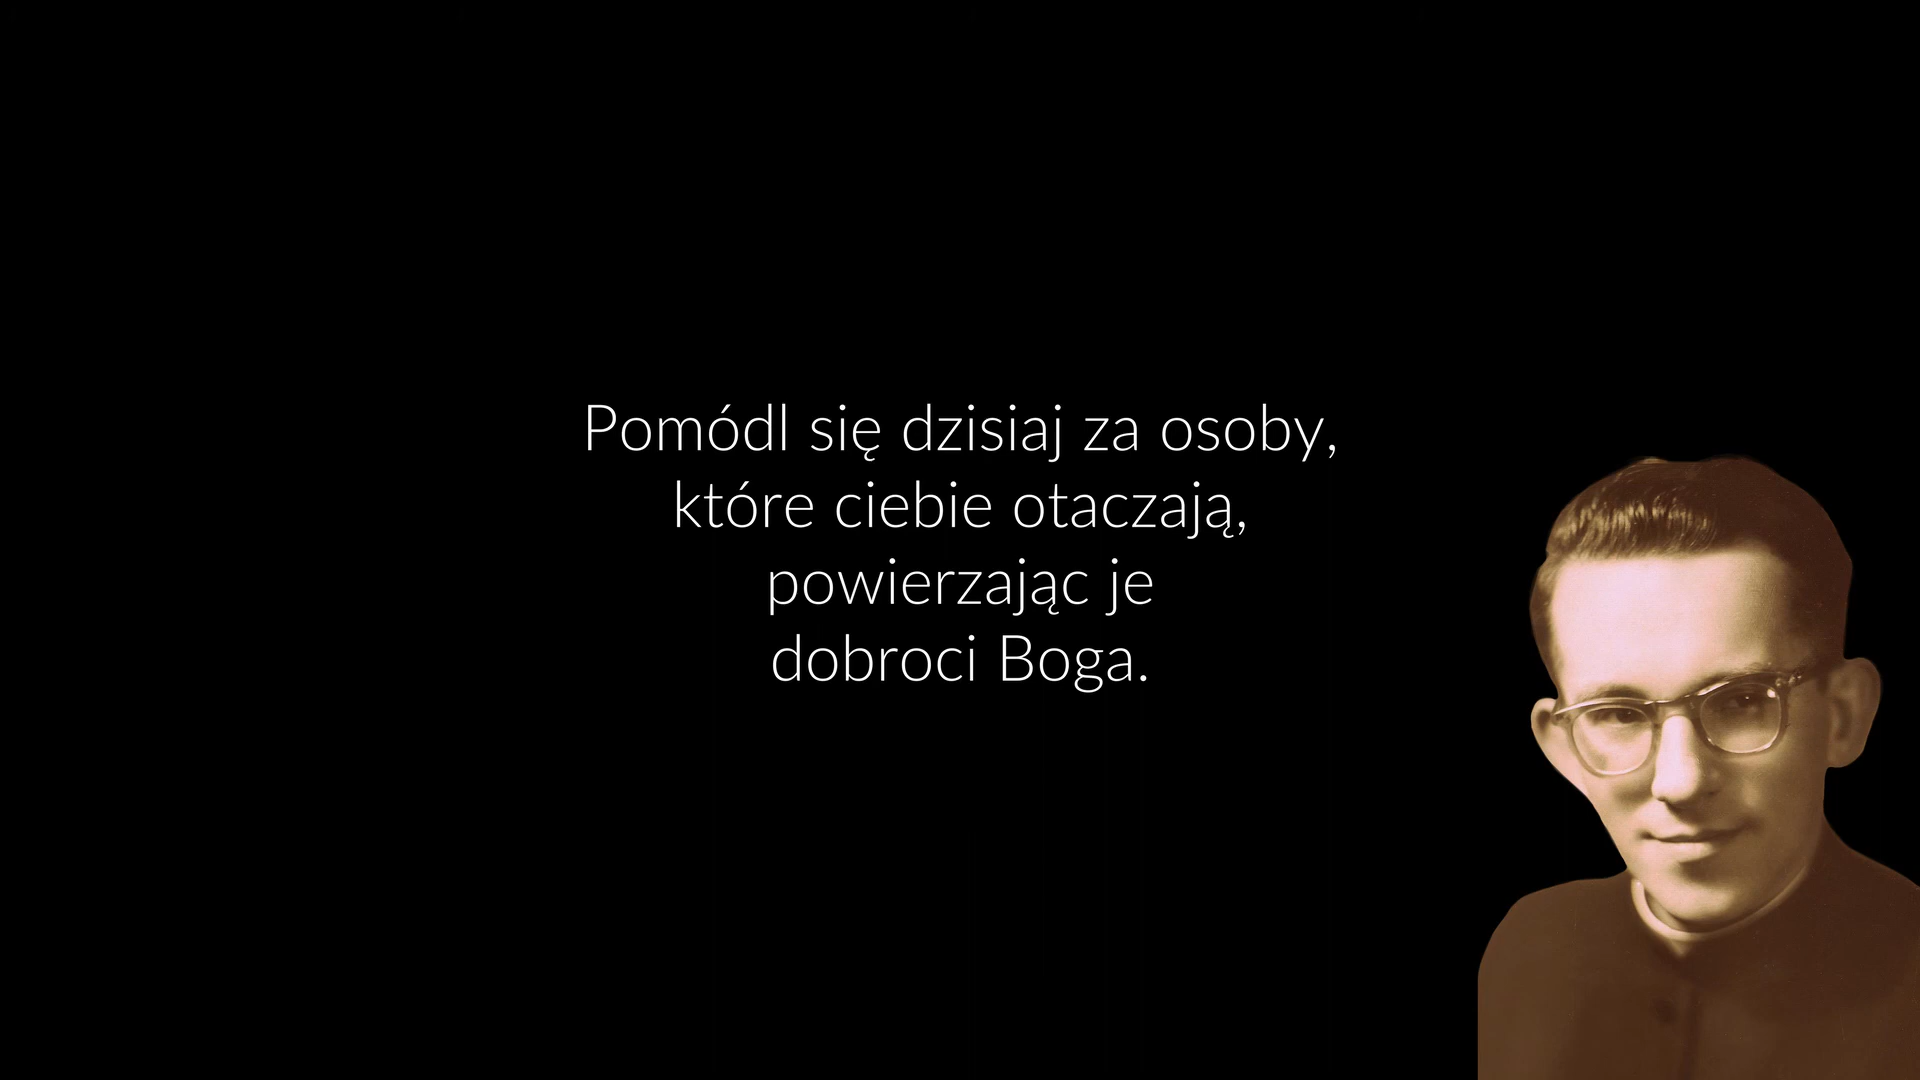 Pomódl się dzisiaj za osoby,
które ciebie otaczają,
powierzając je
dobroci Boga.